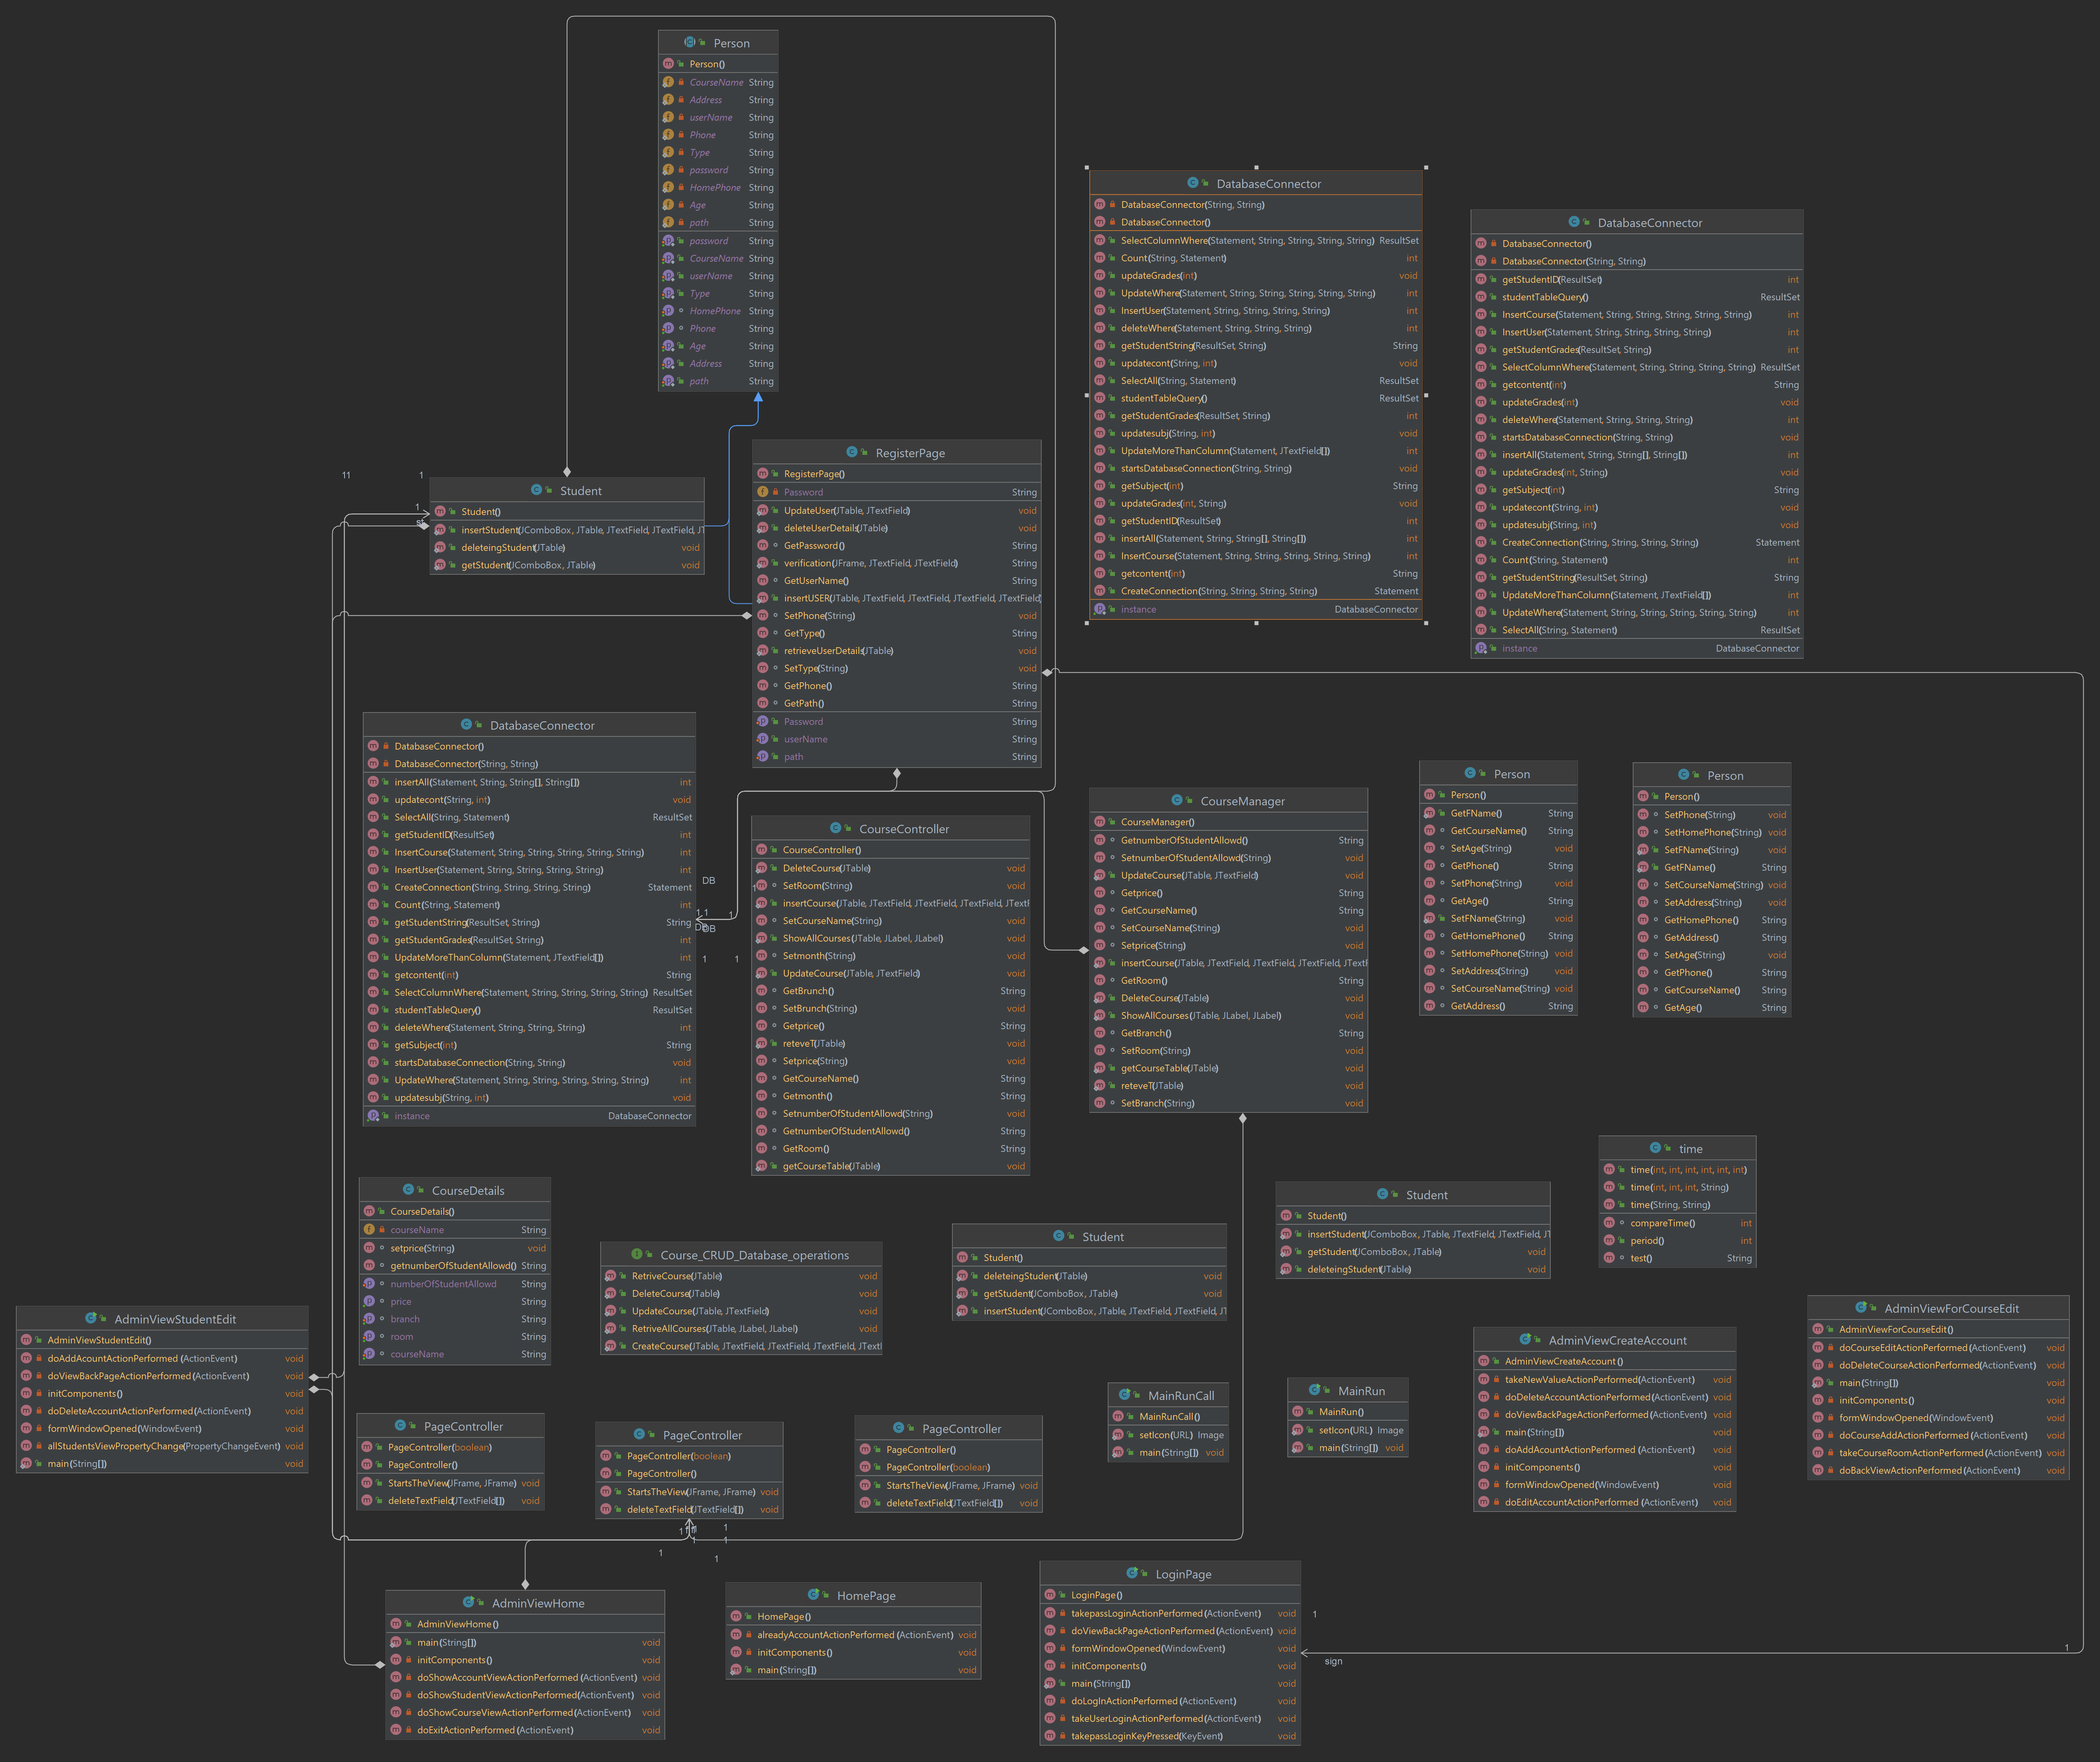 Person
Person()
CourseName String
Address String
userName String
Phone String
Type String
password String
HomePhone String
Age String
path String
password String
CourseName String
userName String
Type String
HomePhone String
Phone String
Age String
Address String
path String
DatabaseConnector
DatabaseConnector(String, String)
DatabaseConnector()
SelectColumnWhere(Statement, String, String, String, String) ResultSet
Count(String, Statement) int
updateGrades(int) void
UpdateWhere(Statement, String, String, String, String, String) int
InsertUser(Statement, String, String, String, String) int
deleteWhere(Statement, String, String, String) int
getStudentString(ResultSet, String) String
updatecont(String, int) void
SelectAll(String, Statement) ResultSet
studentTableQuery() ResultSet
getStudentGrades(ResultSet, String) int
updatesubj(String, int) void
UpdateMoreThanColumn(Statement, JTextField[]) int
startsDatabaseConnection(String, String) void
getSubject(int) String
updateGrades(int, String) void
getStudentID(ResultSet) int
insertAll(Statement, String, String[], String[]) int
InsertCourse(Statement, String, String, String, String, String) int
getcontent(int) String
CreateConnection(String, String, String, String) Statement
instance DatabaseConnector
DatabaseConnector
DatabaseConnector()
DatabaseConnector(String, String)
getStudentID(ResultSet) int
studentTableQuery() ResultSet
InsertCourse(Statement, String, String, String, String, String) int
InsertUser(Statement, String, String, String, String) int
getStudentGrades(ResultSet, String) int
SelectColumnWhere(Statement, String, String, String, String) ResultSet
getcontent(int) String
updateGrades(int) void
deleteWhere(Statement, String, String, String) int
startsDatabaseConnection(String, String) void
insertAll(Statement, String, String[], String[]) int
updateGrades(int, String) void
getSubject(int) String
updatecont(String, int) void
updatesubj(String, int) void
CreateConnection(String, String, String, String) Statement
Count(String, Statement) int
getStudentString(ResultSet, String) String
UpdateMoreThanColumn(Statement, JTextField[]) int
UpdateWhere(Statement, String, String, String, String, String) int
SelectAll(String, Statement) ResultSet
instance DatabaseConnector
11
1
1
Student
Student()
insertStudent(JComboBox, JTable, JTextField, JTextField, JT
deleteingStudent(JTable) void
getStudent(JComboBox, JTable) void
RegisterPage
RegisterPage()
Password String
UpdateUser(JTable, JTextField) void
deleteUserDetails(JTable) void
GetPassword() String
verification(JFrame, JTextField, JTextField) String
GetUserName() String
insertUSER(JTable, JTextField, JTextField, JTextField, JTextField
SetPhone(String) void
GetType() String
retrieveUserDetails(JTable) void
SetType(String) void
GetPhone() String
GetPath() String
Password String
userName String
path String
DatabaseConnector
DatabaseConnector()
DatabaseConnector(String, String)
insertAll(Statement, String, String[], String[]) int
updatecont(String, int) void
SelectAll(String, Statement) ResultSet
getStudentID(ResultSet) int
InsertCourse(Statement, String, String, String, String, String) int
InsertUser(Statement, String, String, String, String) int
CreateConnection(String, String, String, String) Statement
Count(String, Statement) int
getStudentString(ResultSet, String) String
getStudentGrades(ResultSet, String) int
UpdateMoreThanColumn(Statement, JTextField[]) int
getcontent(int) String
SelectColumnWhere(Statement, String, String, String, String) ResultSet
studentTableQuery() ResultSet
deleteWhere(Statement, String, String, String) int
getSubject(int) String
startsDatabaseConnection(String, String) void
UpdateWhere(Statement, String, String, String, String, String) int
updatesubj(String, int) void
instance DatabaseConnector
DB
1 1
1
DB
1
1
CourseController
CourseController()
DeleteCourse(JTable) void
SetRoom(String) void
insertCourse(JTable, JTextField, JTextField, JTextField, JTextF
SetCourseName(String) void
ShowAllCourses(JTable, JLabel, JLabel) void
Setmonth(String) void
UpdateCourse(JTable, JTextField) void
GetBrunch() String
SetBrunch(String) void
Getprice() String
reteveT(JTable) void
Setprice(String) void
GetCourseName() String
Getmonth() String
SetnumberOfStudentAllowd(String) void
GetnumberOfStudentAllowd() String
GetRoom() String
getCourseTable(JTable) void
CourseManager
CourseManager()
GetnumberOfStudentAllowd() String
SetnumberOfStudentAllowd(String) void
UpdateCourse(JTable, JTextField) void
Getprice() String
GetCourseName() String
SetCourseName(String) void
Setprice(String) void
insertCourse(JTable, JTextField, JTextField, JTextField, JTextF
GetRoom() String
DeleteCourse(JTable) void
ShowAllCourses(JTable, JLabel, JLabel) void
GetBranch() String
SetRoom(String) void
getCourseTable(JTable) void
reteveT(JTable) void
SetBranch(String) void
Person
Person()
GetFName() String
GetCourseName() String
SetAge(String) void
GetPhone() String
SetPhone(String) void
GetAge() String
SetFName(String) void
GetHomePhone() String
SetHomePhone(String) void
SetAddress(String) void
SetCourseName(String) void
GetAddress() String
Person
Person()
SetPhone(String) void
SetHomePhone(String) void
SetFName(String) void
GetFName() String
SetCourseName(String) void
SetAddress(String) void
GetHomePhone() String
GetAddress() String
SetAge(String) void
GetPhone() String
GetCourseName() String
GetAge() String
time
time(int, int, int, int, int, int)
time(int, int, int, String)
time(String, String)
compareTime() int
period() int
test() String
CourseDetails
CourseDetails()
courseName String
setprice(String) void
getnumberOfStudentAllowd() String
numberOfStudentAllowd String
price String
branch String
room String
courseName String
Course_CRUD_Database_operations
RetriveCourse(JTable) void
DeleteCourse(JTable) void
UpdateCourse(JTable, JTextField) void
RetriveAllCourses(JTable, JLabel, JLabel) void
CreateCourse(JTable, JTextField, JTextField, JTextField, JTextF
Student
Student()
deleteingStudent(JTable) void
getStudent(JComboBox, JTable) void
insertStudent(JComboBox, JTable, JTextField, JTextField, JT
Student
Student()
insertStudent(JComboBox, JTable, JTextField, JTextField, JT
getStudent(JComboBox, JTable) void
deleteingStudent(JTable) void
AdminViewStudentEdit
AdminViewStudentEdit()
doAddAcountActionPerformed (ActionEvent) void
doViewBackPageActionPerformed (ActionEvent) void
initComponents() void
doDeleteAccountActionPerformed (ActionEvent) void
formWindowOpened(WindowEvent) void
allStudentsViewPropertyChange(PropertyChangeEvent) void
main(String[]) void
AdminViewCreateAccount
AdminViewCreateAccount ()
takeNewValueActionPerformed(ActionEvent) void
doDeleteAccountActionPerformed (ActionEvent) void
doViewBackPageActionPerformed (ActionEvent) void
main(String[]) void
doAddAcountActionPerformed (ActionEvent) void
initComponents() void
formWindowOpened(WindowEvent) void
doEditAccountActionPerformed (ActionEvent) void
AdminViewForCourseEdit
AdminViewForCourseEdit()
doCourseEditActionPerformed (ActionEvent) void
doDeleteCourseActionPerformed(ActionEvent) void
main(String[]) void
initComponents() void
formWindowOpened(WindowEvent) void
doCourseAddActionPerformed (ActionEvent) void
takeCourseRoomActionPerformed (ActionEvent) void
doBackViewActionPerformed (ActionEvent) void
PageController
PageController(boolean)
PageController()
StartsTheView(JFrame, JFrame) void
deleteTextField(JTextField[]) void
PageController
PageController(boolean)
PageController()
StartsTheView(JFrame, JFrame) void
deleteTextField(JTextField[]) void
PageController
PageController()
PageController(boolean)
StartsTheView(JFrame, JFrame) void
deleteTextField(JTextField[]) void
MainRunCall
MainRunCall()
setIcon(URL) Image
main(String[]) void
MainRun
MainRun()
setIcon(URL) Image
main(String[]) void
1
1
1
1
1
1
AdminViewHome
AdminViewHome ()
main(String[]) void
initComponents() void
doShowAccountViewActionPerformed (ActionEvent) void
doShowStudentViewActionPerformed(ActionEvent) void
doShowCourseViewActionPerformed(ActionEvent) void
doExitActionPerformed (ActionEvent) void
HomePage
HomePage()
alreadyAccountActionPerformed (ActionEvent) void
initComponents() void
main(String[]) void
LoginPage
LoginPage()
takepassLoginActionPerformed(ActionEvent) void
doViewBackPageActionPerformed (ActionEvent) void
formWindowOpened(WindowEvent) void
initComponents() void
main(String[]) void
doLogInActionPerformed (ActionEvent) void
takeUserLoginActionPerformed(ActionEvent) void
takepassLoginKeyPressed(KeyEvent) void
1
sign
1